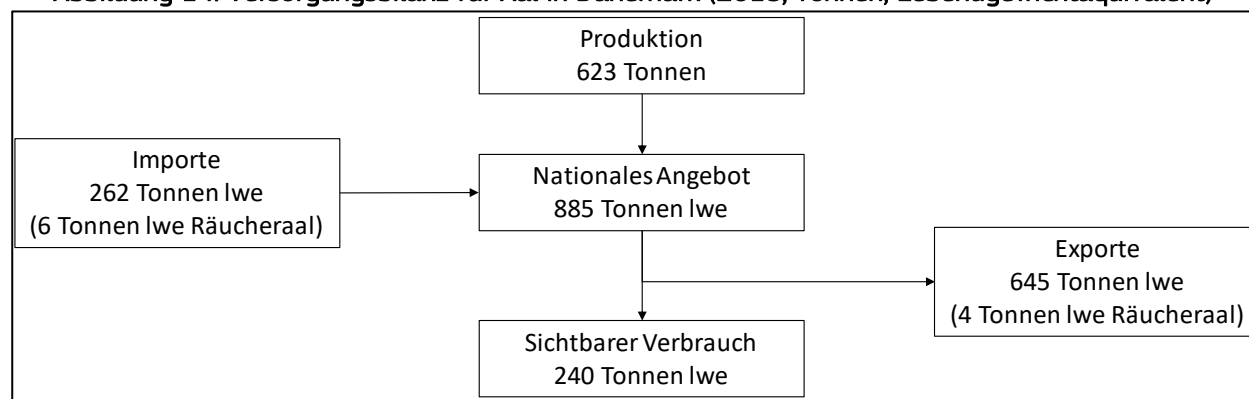 Produktion
623 Tonnen
Importe
262 Tonnen lwe
(6 Tonnen lwe Räucheraal)
Nationales Angebot
885 Tonnen lwe
Exporte
645 Tonnen lwe
(4 Tonnen lwe Räucheraal)
Sichtbarer Verbrauch
240 Tonnen lwe